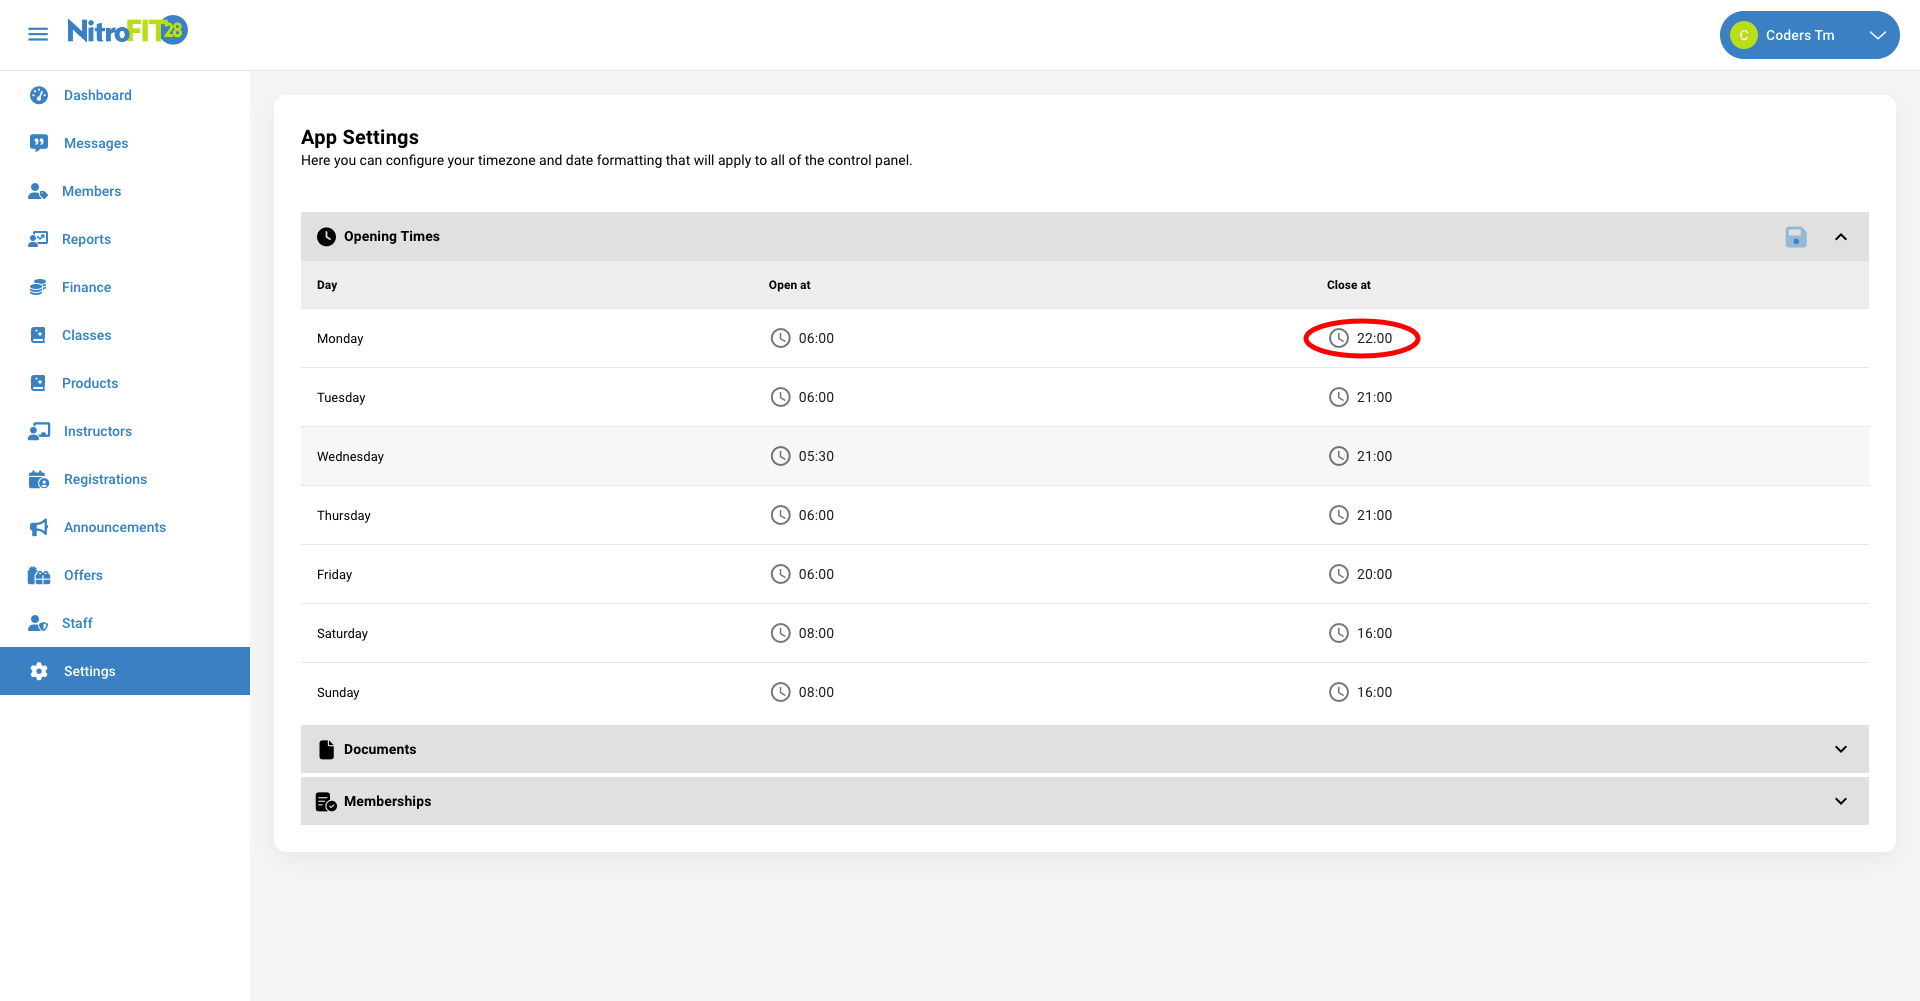 NitroFIT28
C Coders Tm
Dashboard
Messages
Members
Reports
Finance
Classes
Products
Instructors
Registrations
Announcements
Offers
Staff
Settings
App Settings
Here you can configure your timezone and date formatting that will apply to all of the control panel.
Opening Times
Day Open at Close at
Monday 06:00 22:00
Tuesday 06:00 21:00
Wednesday 05:30 21:00
Thursday 06:00 21:00
Friday 06:00 20:00
Saturday 08:00 16:00
Sunday 08:00 16:00
Documents
Memberships